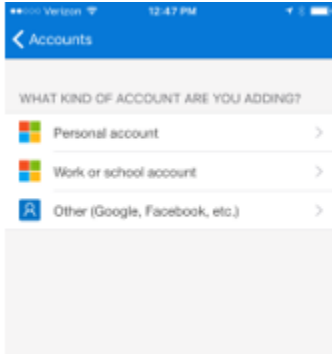 Verizon 12:47 PM
Accounts
WHAT KIND OF ACCOUNT ARE YOU ADDING?
Personal account
Work or school account
Other (Google, Facebook, etc.)